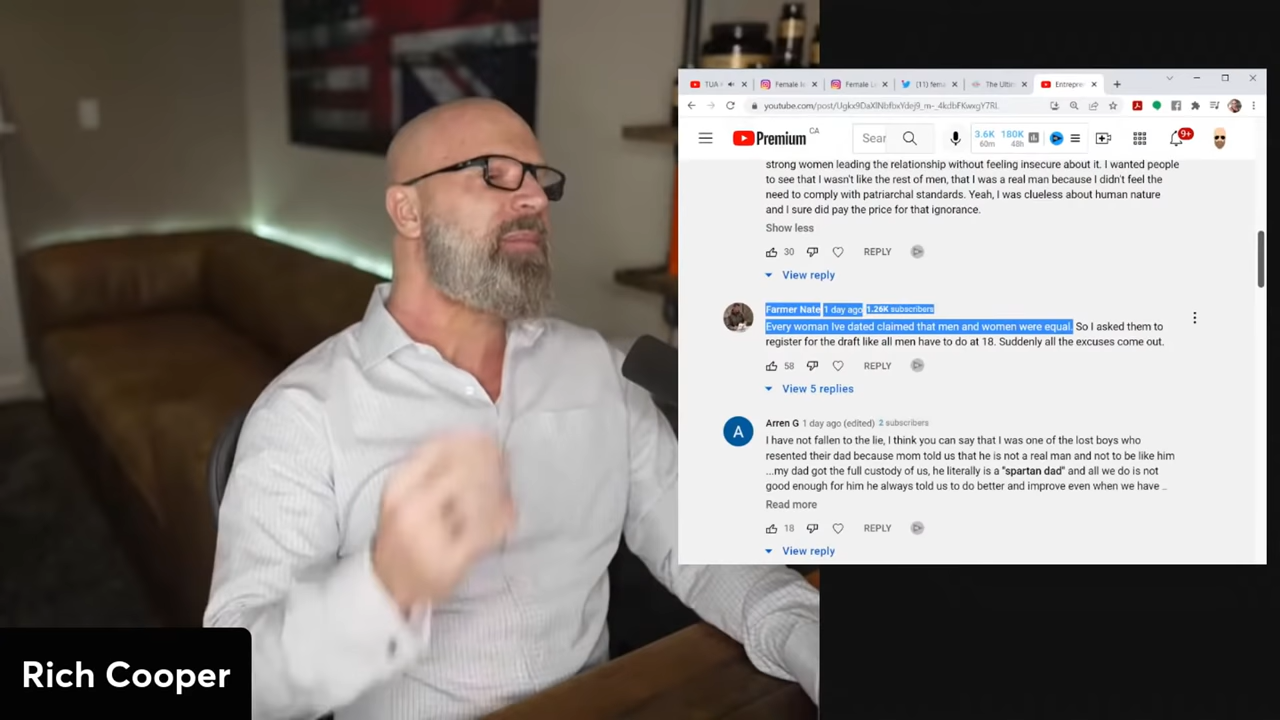 TUA
Female Ie
Female Le
(11) fema
The Ultim
Entrepre
Premium
CA
Sear
3.6K
60m
180K
48h
9+
strong women leading the relationship without feeling insecure about it. I wanted people
to see that I wasn't like the rest of men, that I was a real man because I didn't feel the
need to comply with patriarchal standards. Yeah, I was clueless about human nature
and I sure did pay the price for that ignorance.
Show less
30 REPLY
View reply
Farmer Nate 1 day ago 1.26K subscribers
Every woman Ive dated claimed that men and women were equal. So I asked them to
register for the draft like all men have to do at 18. Suddenly all the excuses come out.
58 REPLY
View 5 replies
A
Arren G 1 day ago (edited) 2 subscribers
I have not fallen to the lie, I think you can say that I was one of the lost boys who
resented their dad because mom told us that he is not a real man and not to be like him
...my dad got the full custody of us, he literally is a "spartan dad" and all we do is not
good enough for him he always told us to do better and improve even when we have ..
Read more
18 REPLY
View reply
Rich Cooper